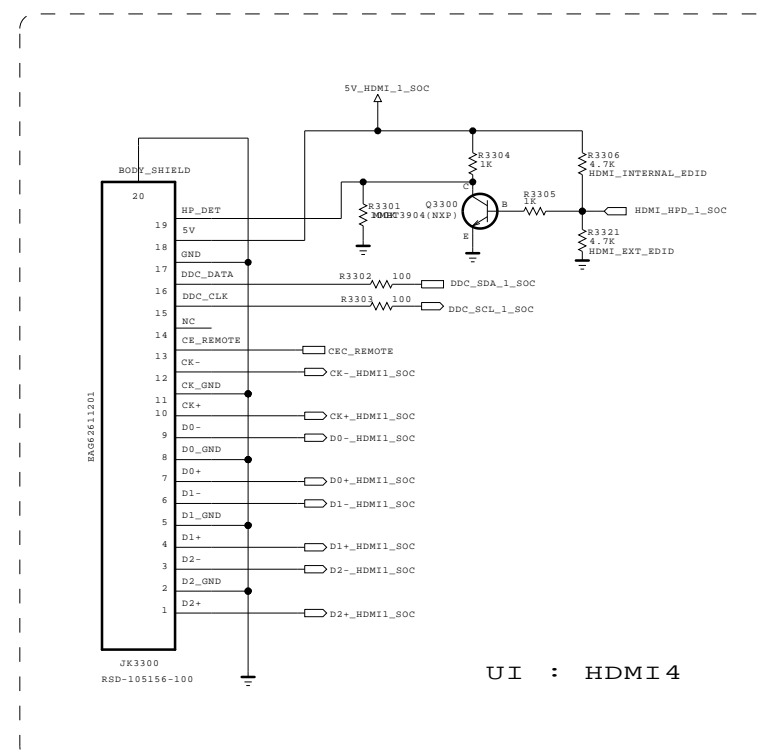 5V_HDMI_1_SOC
BODY_SHIELD
20
R3304
1K
R3306
4.7K
HDMI_INTERNAL_EDID
19
HP_DET
R3301
Q3300
MMBT3904(NXP)
C
B
E
R3305
1K
HDMI_HPD_1_SOC
R3321
4.7K
HDMI_EXT_EDID
18
5V
17
GND
16
DDC_DATA
R3302
100
DDC_SDA_1_SOC
15
DDC_CLK
R3303
100
DDC_SCL_1_SOC
14
NC
13
CE_REMOTE
CEC_REMOTE
12
CK-
CK-_HDMI1_SOC
11
CK_GND
10
CK+
CK+_HDMI1_SOC
9
D0-
D0-_HDMI1_SOC
8
D0_GND
7
D0+
D0+_HDMI1_SOC
6
D1-
D1-_HDMI1_SOC
5
D1_GND
4
D1+
D1+_HDMI1_SOC
3
D2-
D2-_HDMI1_SOC
2
D2_GND
1
D2+
D2+_HDMI1_SOC
EAG62611201
JK3300
RSD-105156-100
UI : HDMI4